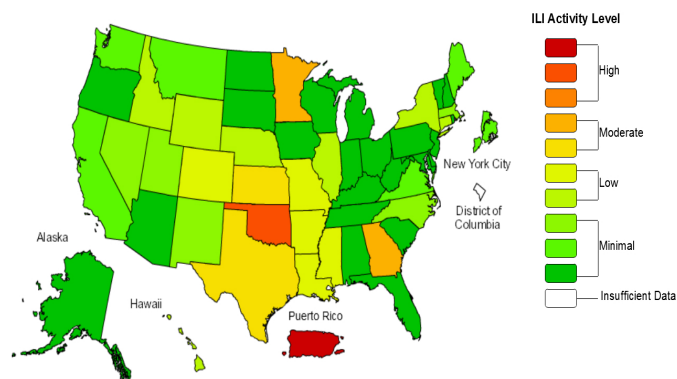 ILI Activity Level
High
Moderate
Low
Minimal
Insufficient Data
New York City
District of
Columbia
Alaska
Hawaii
Puerto Rico